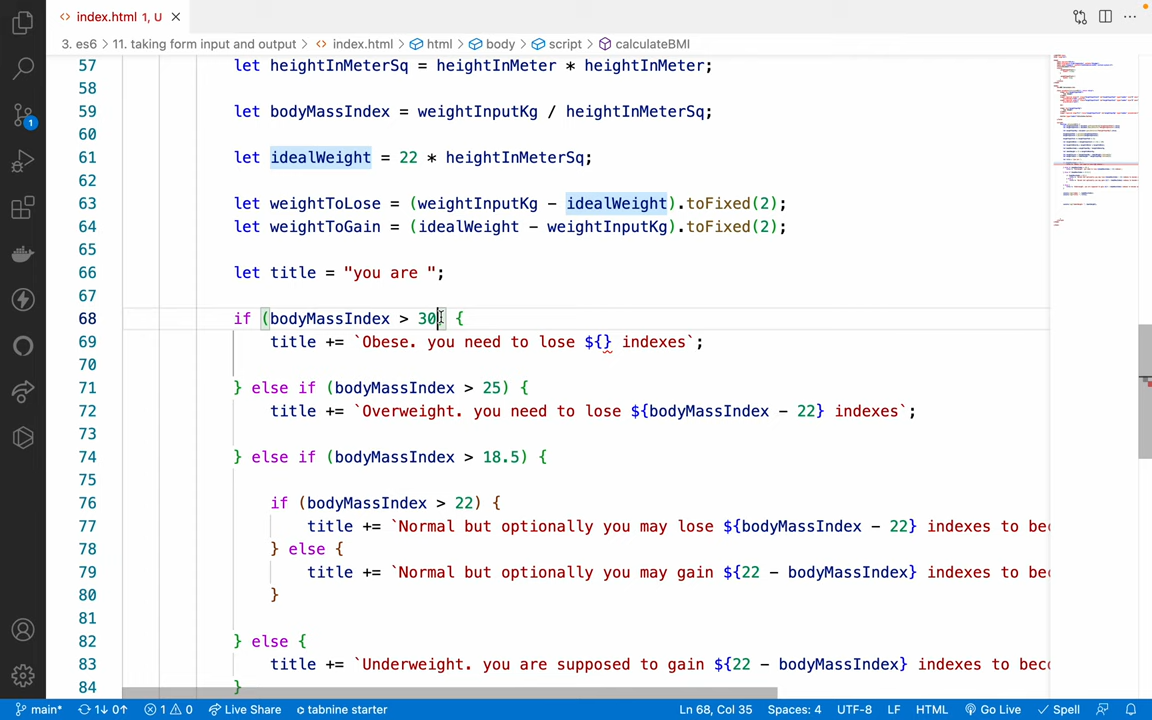 index.html 1, U
3. es6 > 11. taking form input and output > index.html > html > body > script > calculateBMI
57 let heightInMeterSq = heightInMeter * heightInMeter;
58
59 let bodyMassIndex = weightInputKg / heightInMeterSq;
60
61 let idealWeight = 22 * heightInMeterSq;
62
63 let weightToLose = (weightInputKg - idealWeight).toFixed(2);
64 let weightToGain = (idealWeight - weightInputKg).toFixed(2);
65
66 let title = "you are ";
67
68 if (bodyMassIndex > 30) {
69 title += `Obese. you need to lose ${} indexes`;
70
71 } else if (bodyMassIndex > 25) {
72 title += `Overweight. you need to lose ${bodyMassIndex - 22} indexes`;
73
74 } else if (bodyMassIndex > 18.5) {
75
76 if (bodyMassIndex > 22) {
77 title += `Normal but optionally you may lose ${bodyMassIndex - 22} indexes to bec
78 } else {
79 title += `Normal but optionally you may gain ${22 - bodyMassIndex} indexes to bec
80 }
81
82 } else {
83 title += `Underweight. you are supposed to gain ${22 - bodyMassIndex} indexes to beco
84 }
1
main* 1↓ 0↑ 1 0 Live Share tabnine starter Ln 68, Col 35 Spaces: 4 UTF-8 LF HTML Go Live Spell